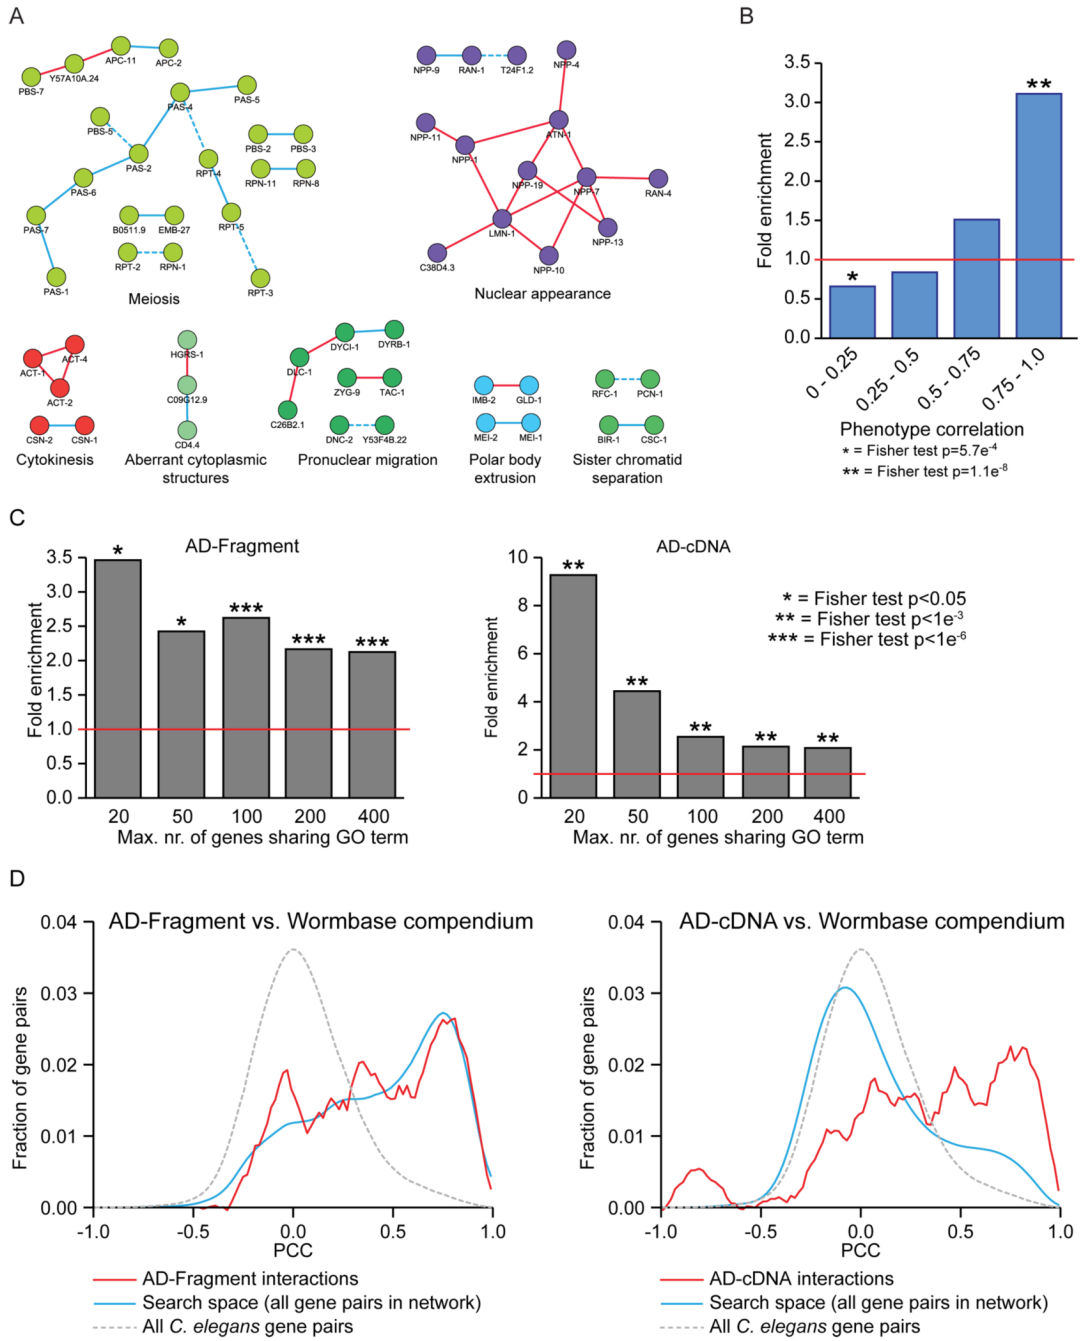 A
B
APC-11
APC-2
Y57A10A.24
PBS-7
PAS-4
PAS-5
PBS-5
PBS-2
PBS-3
PAS-2
RPT-4
RPN-11
RPN-8
PAS-6
PAS-7
B0511.9
EMB-27
RPT-5
RPT-2
RPN-1
PAS-1
RPT-3
Meiosis
NPP-9
RAN-1
T24F1.2
NPP-4
NPP-11
ATN-1
NPP-1
NPP-19
NPP-7
RAN-4
LMN-1
NPP-13
C38D4.3
NPP-10
Nuclear appearance
ACT-4
ACT-1
ACT-2
CSN-2
CSN-1
Cytokinesis
HGRS-1
C09G12.9
CD4.4
Aberrant cytoplasmic
structures
DYCI-1
DYRB-1
DLC-1
ZYG-9
TAC-1
C26B2.1
DNC-2
Y53F4B.22
Pronuclear migration
IMB-2
GLD-1
MEI-2
MEI-1
Polar body
extrusion
RFC-1
PCN-1
BIR-1
CSC-1
Sister chromatid
separation
Fold enrichment
3.5
3.0
2.5
2.0
1.5
1.0
0.5
0.0
*
**
0 - 0.25
0.25 - 0.5
0.5 - 0.75
0.75 - 1.0
Phenotype correlation
* = Fisher test p=5.7e-4
** = Fisher test p=1.1e-8
C
AD-Fragment
Fold enrichment
3.5
3.0
2.5
2.0
1.5
1.0
0.5
0.0
*
*
***
***
***
20 50 100 200 400
Max. nr. of genes sharing GO term
AD-cDNA
Fold enrichment
10
8
6
4
2
0
**
**
**
**
**
20 50 100 200 400
Max. nr. of genes sharing GO term
* = Fisher test p<0.05
** = Fisher test p<1e-3
*** = Fisher test p<1e-6
D
AD-Fragment vs. Wormbase compendium
Fraction of gene pairs
0.04
0.03
0.02
0.01
0.00
-1.0 -0.5 0.0 0.5 1.0
PCC
AD-Fragment interactions
Search space (all gene pairs in network)
All C. elegans gene pairs
AD-cDNA vs. Wormbase compendium
Fraction of gene pairs
0.04
0.03
0.02
0.01
0.00
-1.0 -0.5 0.0 0.5 1.0
PCC
AD-cDNA interactions
Search space (all gene pairs in network)
All C. elegans gene pairs